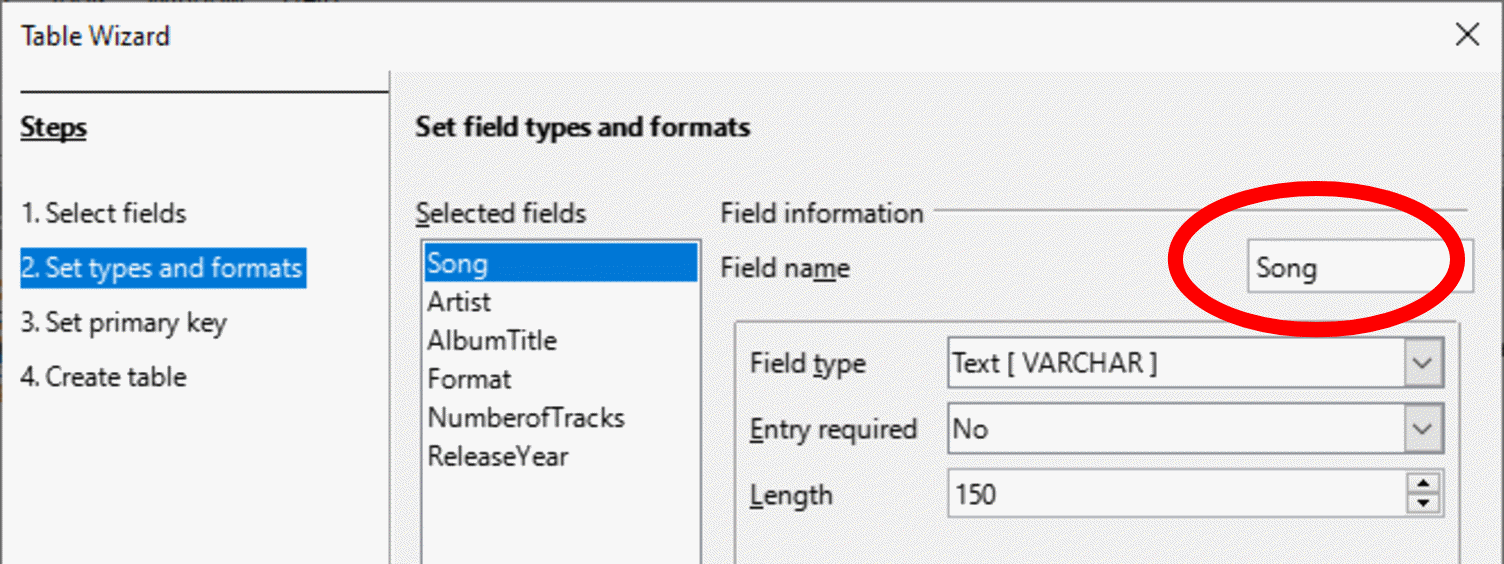 Table Wizard
Steps
1. Select fields
2. Set types and formats
3. Set primary key
4. Create table
Set field types and formats
Selected fields
Song
Artist
AlbumTitle
Format
NumberofTracks
ReleaseYear
Field information
Field name Song
Field type Text [ VARCHAR ]
Entry required No
Length 150